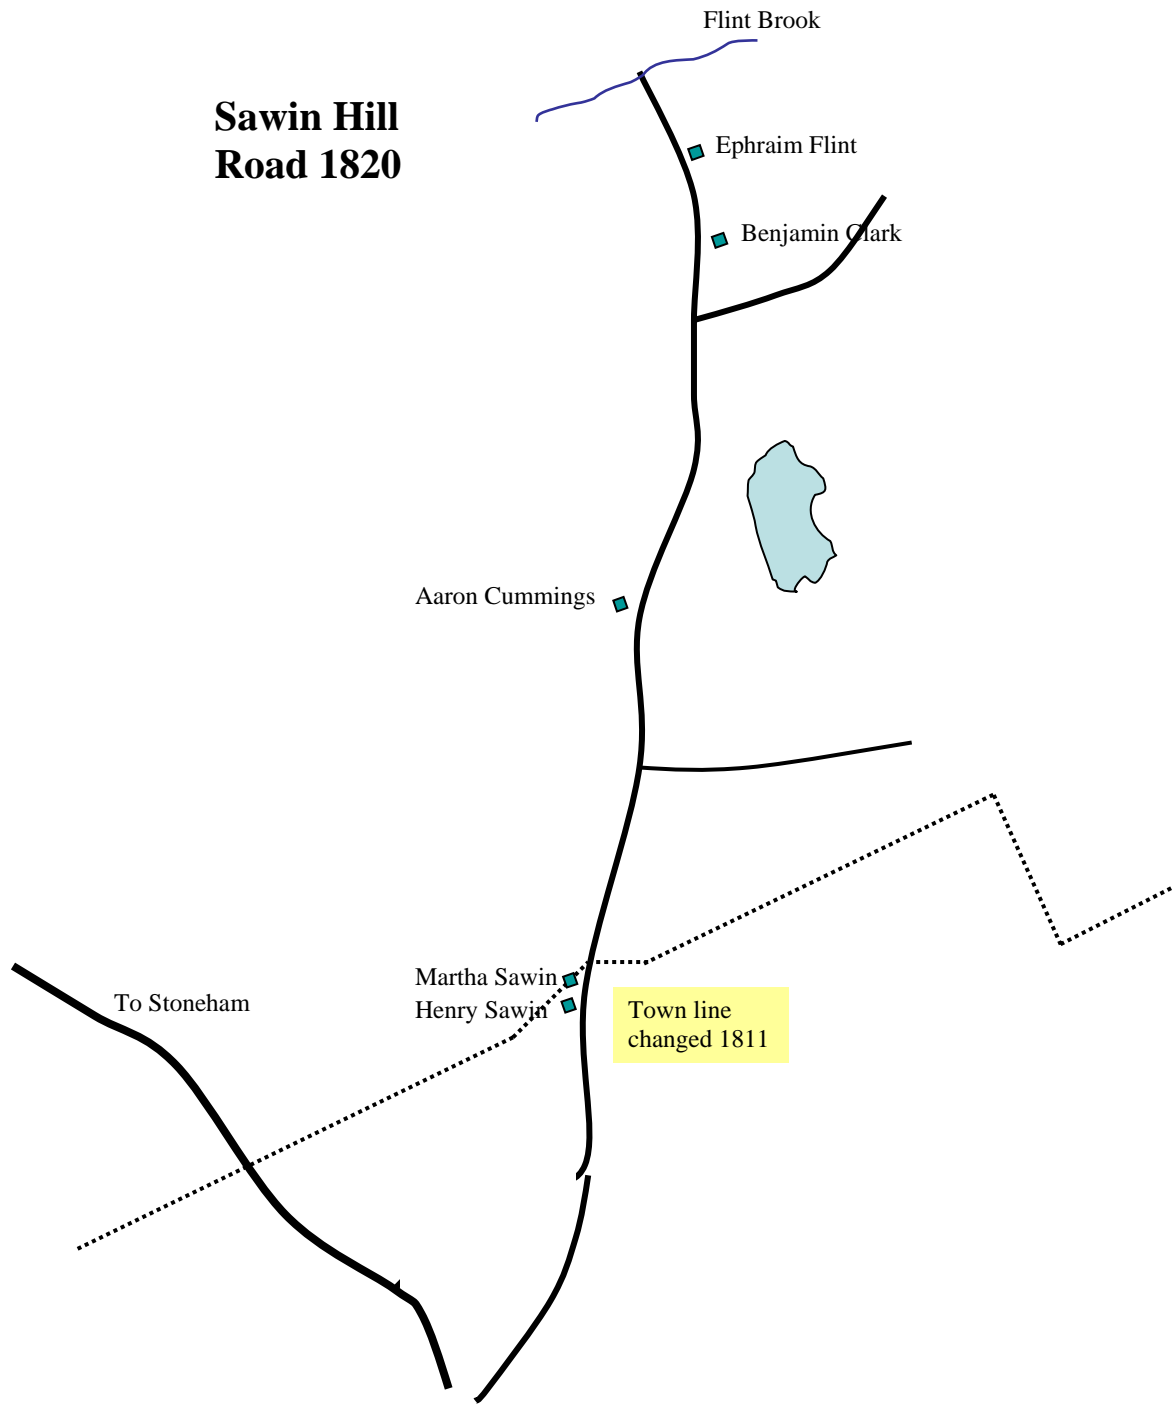 Flint Brook
Sawin Hill
Road 1820
Ephraim Flint
Benjamin Clark
Aaron Cummings
Martha Sawin
To Stoneham
Henry Sawin
Town line
changed 1811